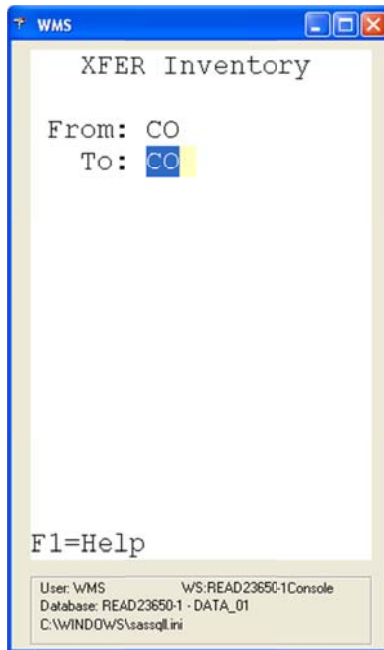 WMS
XFER Inventory
From: CO
To: CO
F1=Help
User: WMS WS:READ23650-1Console
Database: READ23650-1 - DATA_01
C:\WINDOWS\sassqll.ini